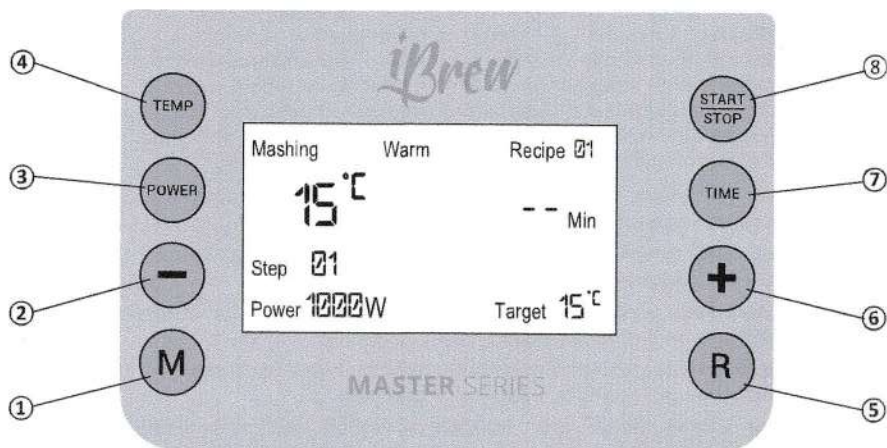 iBrew
④ TEMP
START
STOP ⑧
Mashing Warm Recipe 01
③ POWER
15°C
-- Min
TIME ⑦
Step 01
② −
+ ⑥
Power 1000W Target 15°C
① M
R ⑤
MASTER SERIES